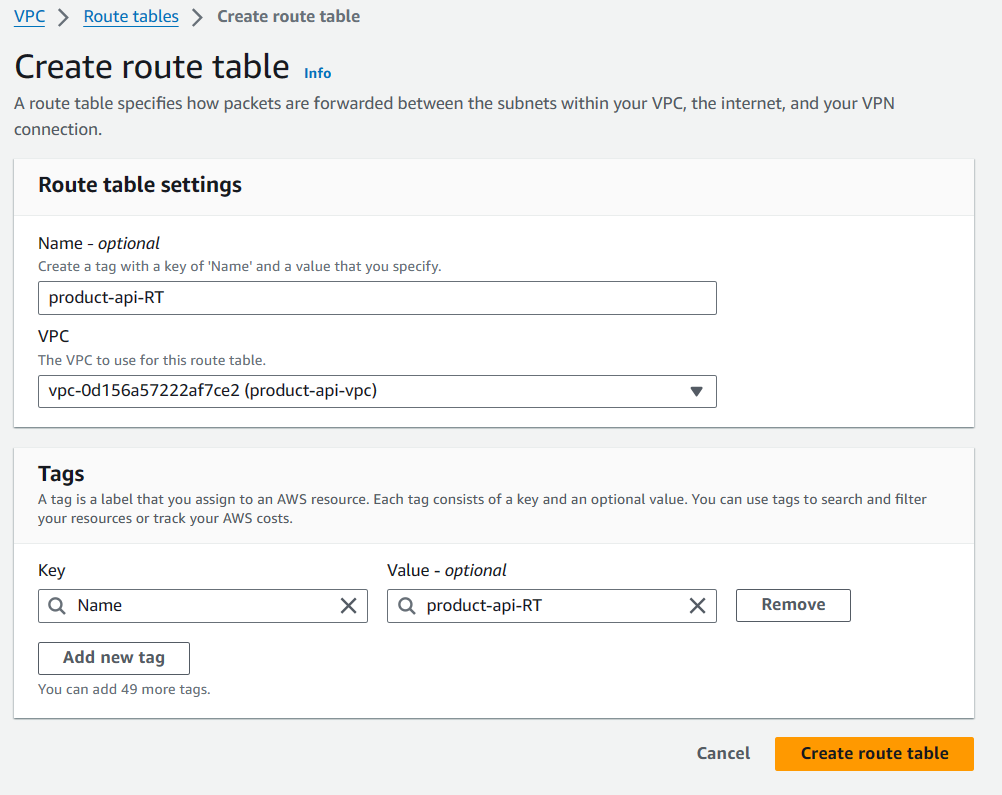 VPC > Route tables > Create route table
Create route table Info
A route table specifies how packets are forwarded between the subnets within your VPC, the internet, and your VPN
connection.
Route table settings
Name - optional
Create a tag with a key of 'Name' and a value that you specify.
product-api-RT
VPC
The VPC to use for this route table.
vpc-0d156a57222af7ce2 (product-api-vpc)
Tags
A tag is a label that you assign to an AWS resource. Each tag consists of a key and an optional value. You can use tags to search and filter
your resources or track your AWS costs.
Key Value - optional
Name product-api-RT Remove
Add new tag
You can add 49 more tags.
Cancel Create route table